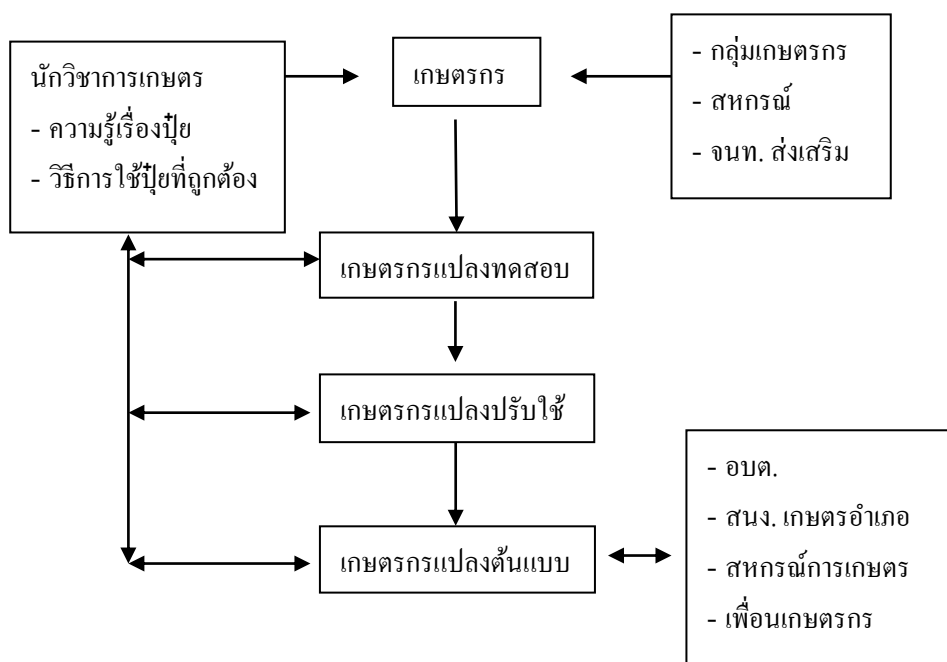 นักวิชาการเกษตร
- ความรู้เรื่องปุ๋ย
- วิธีการใช้ปุ๋ยที่ถูกต้อง
เกษตรกร
- กลุ่มเกษตรกร
- สหกรณ์
- จนท. ส่งเสริม
เกษตรกรแปลงทดสอบ
เกษตรกรแปลงปรับใช้
เกษตรกรแปลงต้นแบบ
- อบต.
- สนง. เกษตรอำเภอ
- สหกรณ์การเกษตร
- เพื่อนเกษตรกร